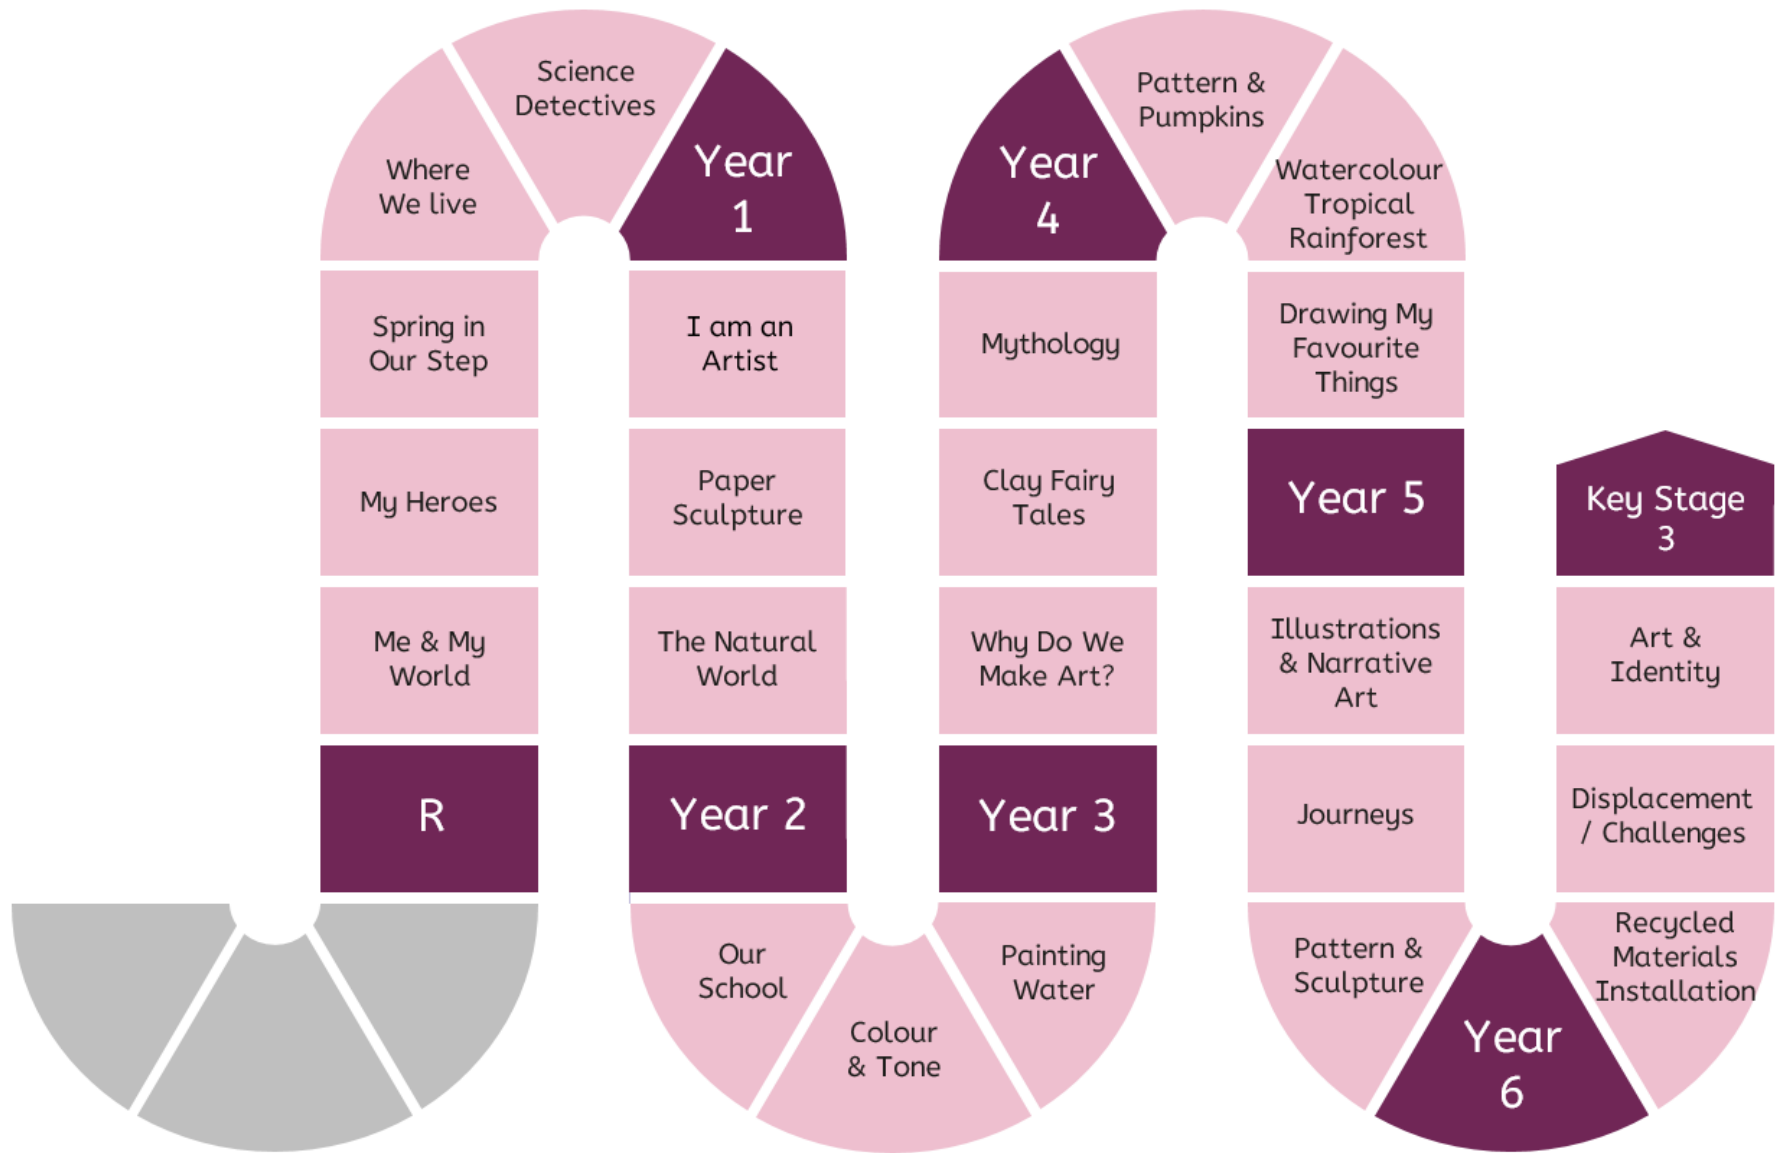 R
Me & My
World
My Heroes
Spring in
Our Step
Where
We live
Science
Detectives
Year
1
I am an
Artist
Paper
Sculpture
The Natural
World
Year 2
Our
School
Colour
& Tone
Painting
Water
Year 3
Why Do We
Make Art?
Clay Fairy
Tales
Mythology
Year
4
Pattern &
Pumpkins
Watercolour
Tropical
Rainforest
Drawing My
Favourite
Things
Year 5
Illustrations
& Narrative
Art
Journeys
Pattern &
Sculpture
Year
6
Recycled
Materials
Installation
Displacement
/ Challenges
Art &
Identity
Key Stage
3